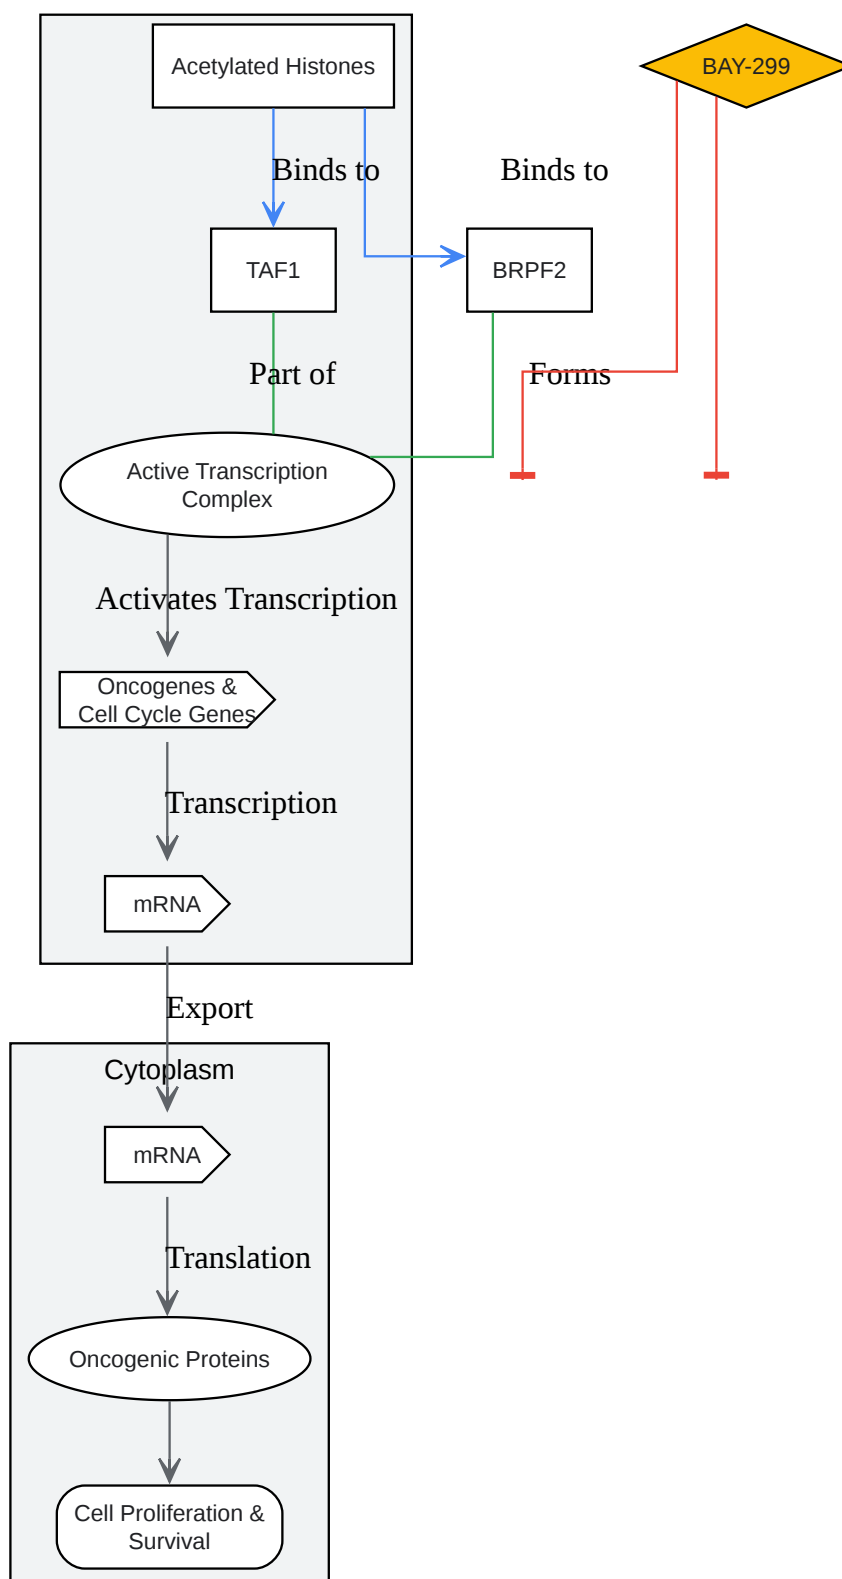 Acetylated Histones
BAY-299
Binds to
Binds to
TAF1
BRPF2
Part of
Forms
Active Transcription
Complex
Activates Transcription
Oncogenes &
Cell Cycle Genes
Transcription
mRNA
Export
Cytoplasm
mRNA
Translation
Oncogenic Proteins
Cell Proliferation &
Survival